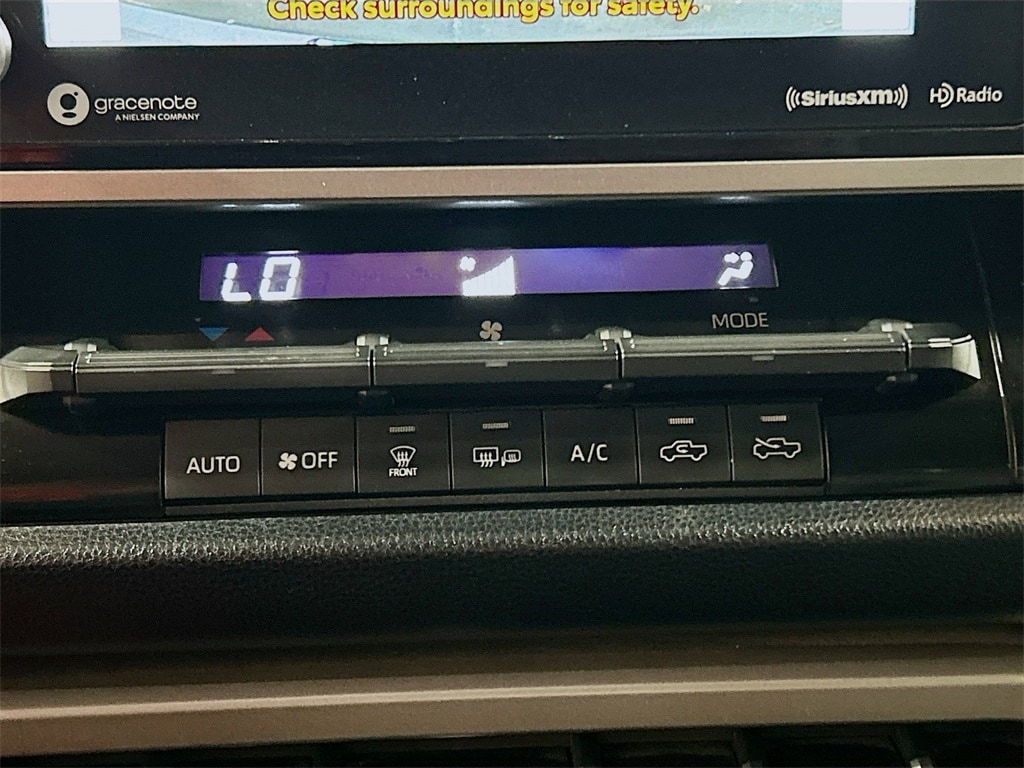 Check surroundings for safety.
gracenote
A NIELSEN COMPANY
SiriusXM
HD Radio
LO
MODE
AUTO
OFF
FRONT
A/C